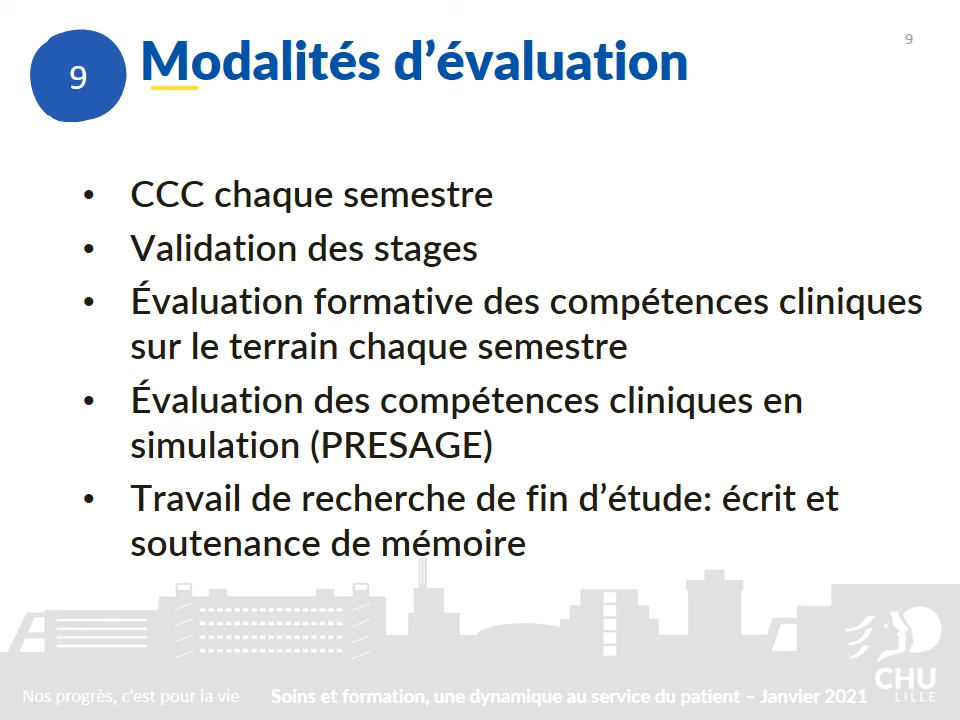 9
Modalités d’évaluation
9
• CCC chaque semestre
• Validation des stages
• Évaluation formative des compétences cliniques
sur le terrain chaque semestre
• Évaluation des compétences cliniques en
simulation (PRESAGE)
• Travail de recherche de fin d’étude: écrit et
soutenance de mémoire
Nos progrès, c’est pour la vie
Soins et formation, une dynamique au service du patient – Janvier 2021
CHU
LILLE